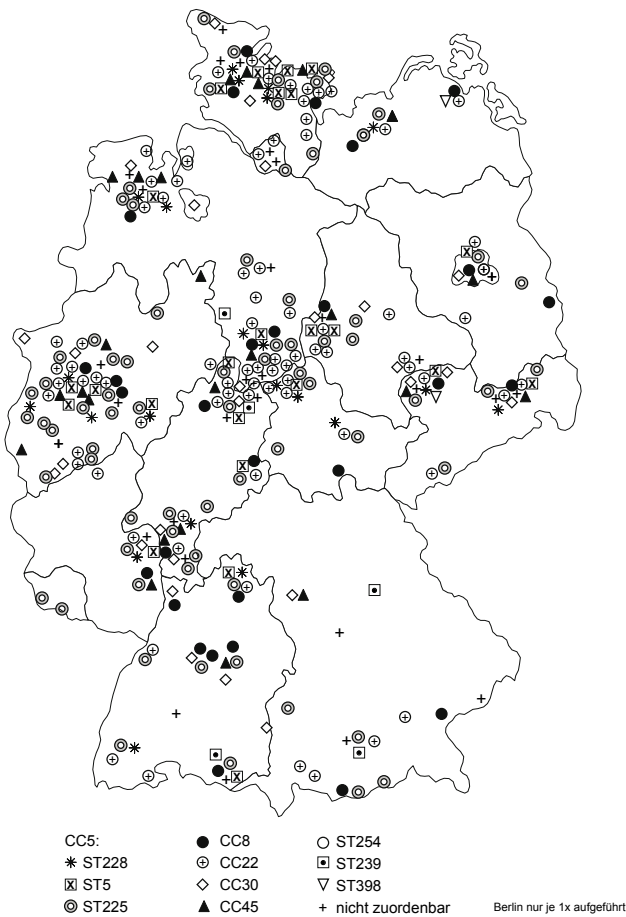 CC5:
ST228
ST5
ST225
CC8
CC22
CC30
CC45
ST254
ST239
ST398
+ nicht zuordenbar
Berlin nur je 1x aufgeführt